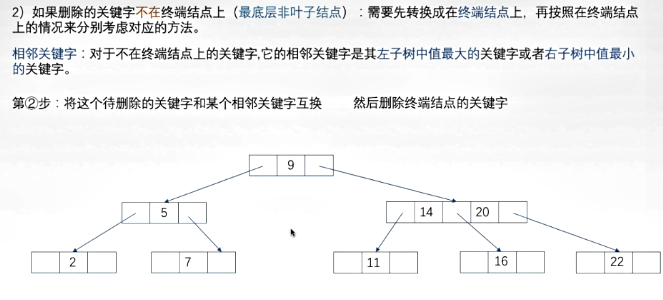 2）如果删除的关键字不在终端结点上（最底层非叶子结点）：需要先转换成在终端结点上，再按照在终端结点
上的情况来分别考虑对应的方法。
相邻关键字：对于不在终端结点上的关键字,它的相邻关键字是其左子树中值最大的关键字或者右子树中值最小
的关键字。
第②步：将这个待删除的关键字和某个相邻关键字互换 然后删除终端结点的关键字
9
5 14 20
2 7 11 16 22